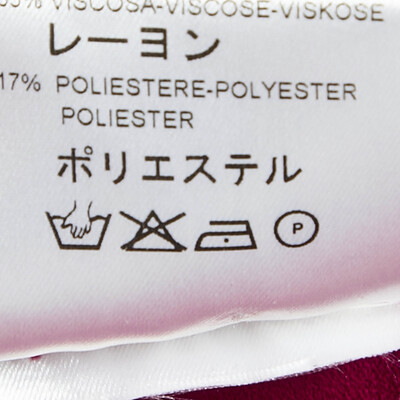 % VISCOSA-VISCOSE-VISKOSE
レーヨン
17% POLIESTERE-POLYESTER
POLIESTER
ポリエステル
P